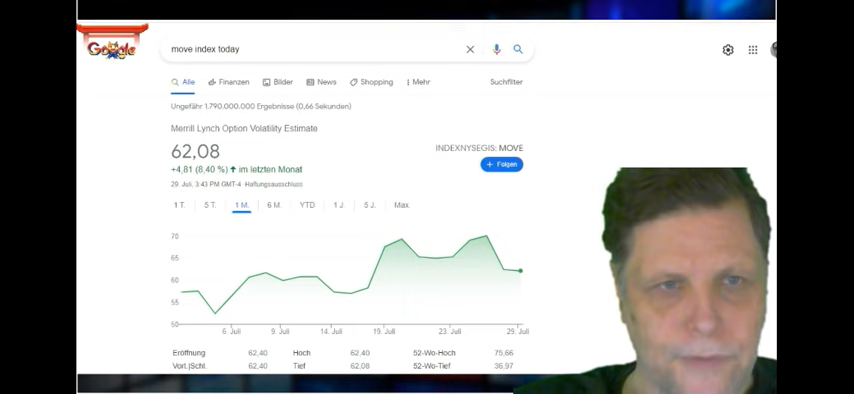 Google
move index today
Alle Finanzen Bilder News Shopping Mehr Suchfilter
Ungefähr 1.790.000.000 Ergebnisse (0,66 Sekunden)
Merrill Lynch Option Volatility Estimate
62,08
INDEXNYSEGIS: MOVE
+4,81 (8,40 %) ↑ im letzten Monat
+ Folgen
29. Juli, 3:43 PM GMT-4 · Haftungsausschluss
1 T. 5 T. 1 M. 6 M. YTD 1 J. 5 J. Max.
70
65
60
55
50
6. Juli 9. Juli 14. Juli 19. Juli 23. Juli 29. Juli
Eröffnung 62,40 Hoch 62,40 52-Wo-Hoch 75,66
Vort.|Schl. 62,40 Tief 62,08 52-Wo-Tief 36,97